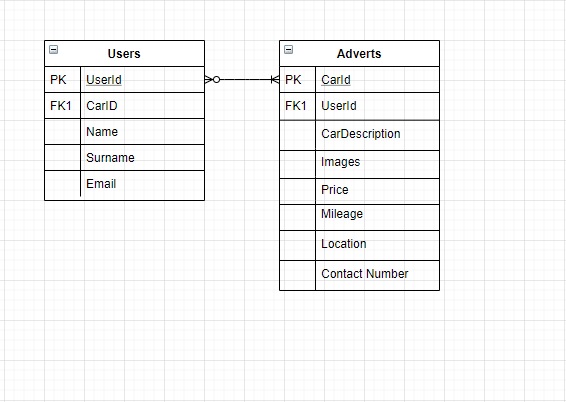 Users
PK UserId
FK1 CarID
Name
Surname
Email
Adverts
PK CarId
FK1 UserId
CarDescription
Images
Price
Mileage
Location
Contact Number